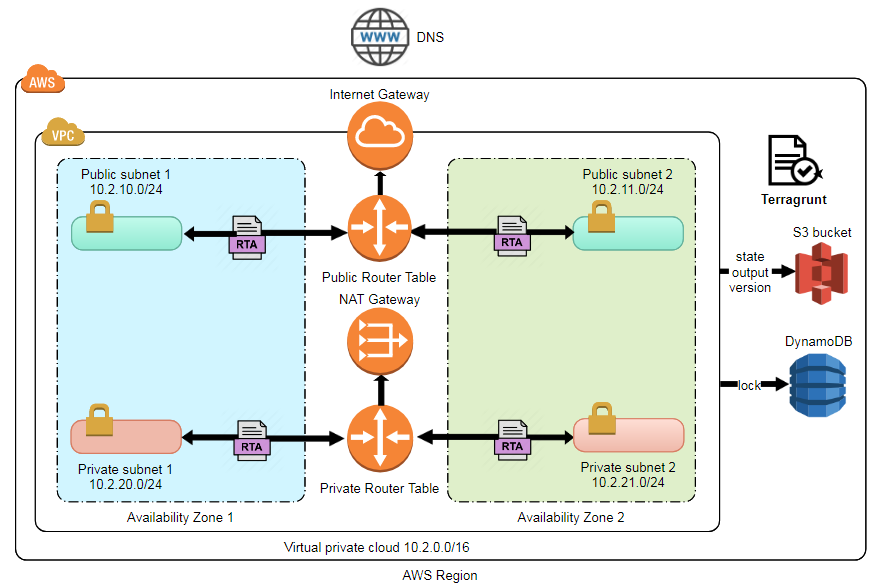 WWW
DNS
AWS
Internet Gateway
VPC
Public subnet 1
10.2.10.0/24
Public subnet 2
10.2.11.0/24
Terragrunt
RTA
RTA
S3 bucket
state
output
version
Public Router Table
NAT Gateway
DynamoDB
lock
RTA
RTA
Private subnet 1
10.2.20.0/24
Private Router Table
Private subnet 2
10.2.21.0/24
Availability Zone 1
Availability Zone 2
Virtual private cloud 10.2.0.0/16
AWS Region